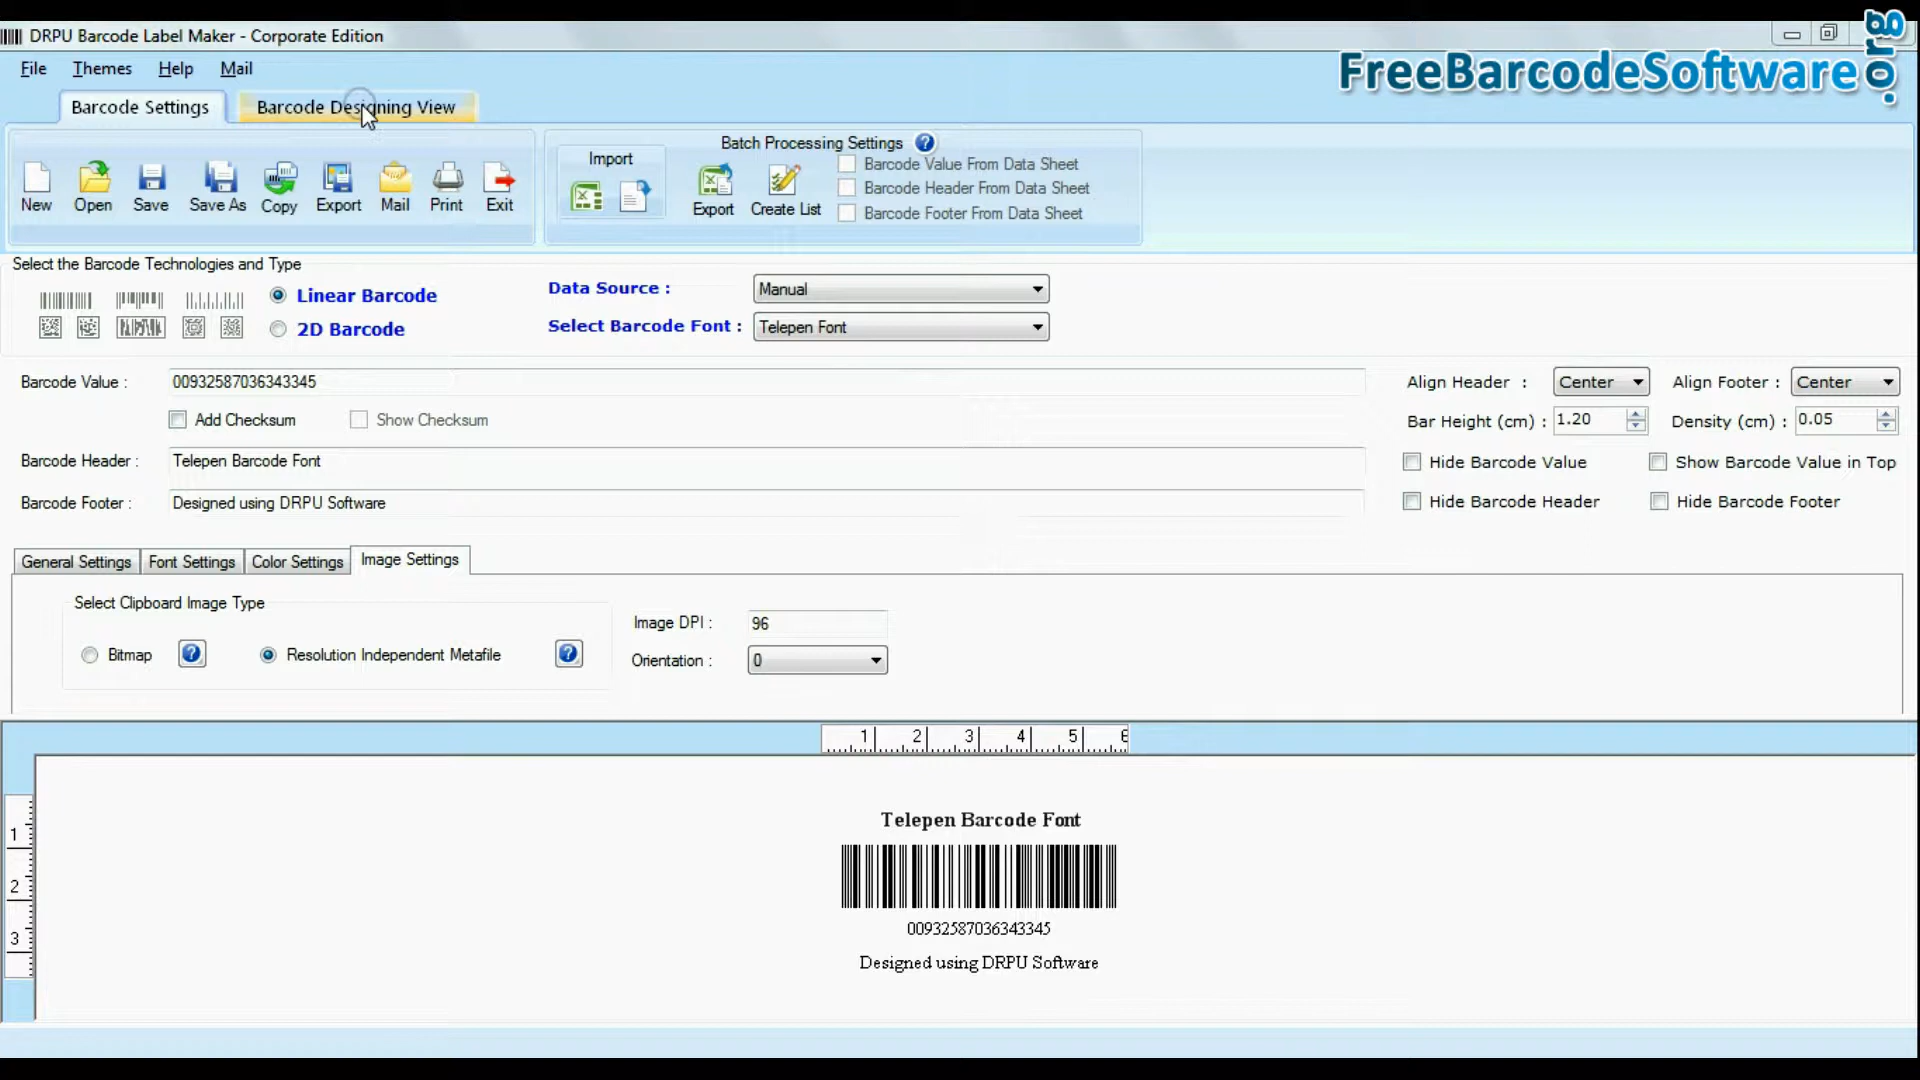 DRPU Barcode Label Maker - Corporate Edition
File Themes Help Mail
FreeBarcodeSoftware.org
Barcode Settings Barcode Designing View
New Open Save Save As Copy Export Mail Print Exit
Import
Batch Processing Settings
Export Create List
Barcode Value From Data Sheet
Barcode Header From Data Sheet
Barcode Footer From Data Sheet
Select the Barcode Technologies and Type
Linear Barcode
2D Barcode
Data Source : Manual
Select Barcode Font : Telepen Font
Barcode Value : 00932587036343345
Add Checksum Show Checksum
Barcode Header : Telepen Barcode Font
Barcode Footer : Designed using DRPU Software
Align Header : Center Align Footer : Center
Bar Height (cm) : 1.20 Density (cm) : 0.05
Hide Barcode Value Show Barcode Value in Top
Hide Barcode Header Hide Barcode Footer
General Settings Font Settings Color Settings Image Settings
Select Clipboard Image Type
Bitmap ? Resolution Independent Metafile ?
Image DPI : 96
Orientation : 0
1 2 3 4 5 6
1
2
3
Telepen Barcode Font
00932587036343345
Designed using DRPU Software